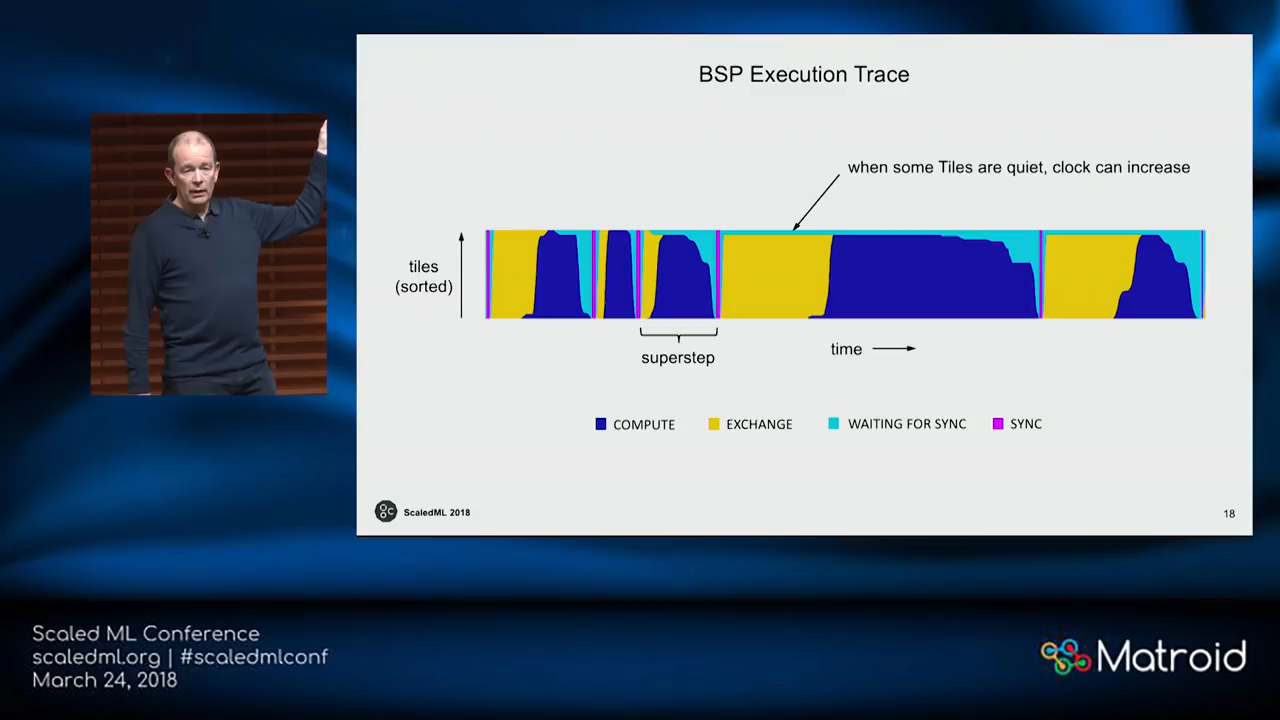 BSP Execution Trace
when some Tiles are quiet, clock can increase
tiles
(sorted)
superstep
time
COMPUTE
EXCHANGE
WAITING FOR SYNC
SYNC
ScaledML 2018
18
Scaled ML Conference
scaledml.org | #scaledmlconf
March 24, 2018
Matroid